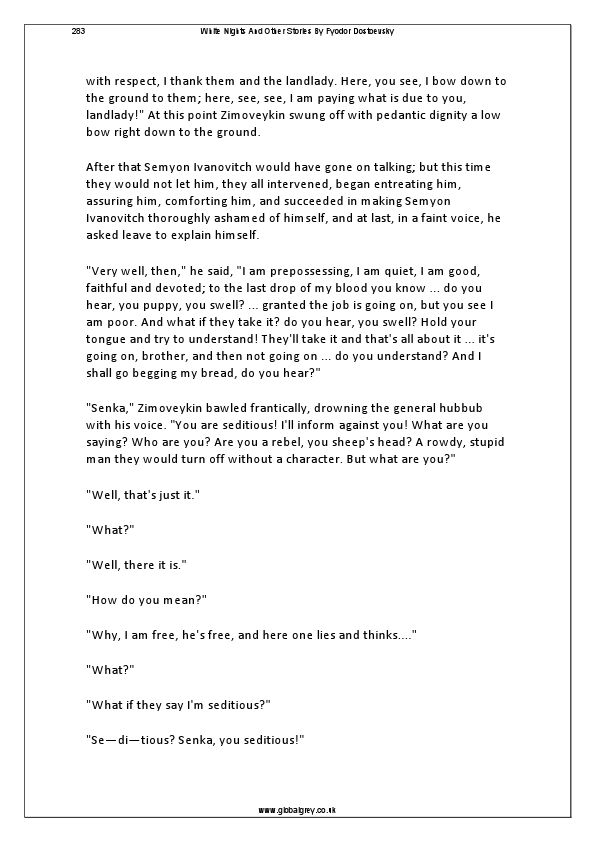 283
White Nights And Other Stories By Fyodor Dostoevsky
with respect, I thank them and the landlady. Here, you see, I bow down to
the ground to them; here, see, see, I am paying what is due to you,
landlady!" At this point Zimoveykin swung off with pedantic dignity a low
bow right down to the ground.
After that Semyon Ivanovitch would have gone on talking; but this time
they would not let him, they all intervened, began entreating him,
assuring him, comforting him, and succeeded in making Semyon
Ivanovitch thoroughly ashamed of himself, and at last, in a faint voice, he
asked leave to explain himself.
"Very well, then," he said, "I am prepossessing, I am quiet, I am good,
faithful and devoted; to the last drop of my blood you know ... do you
hear, you puppy, you swell? ... granted the job is going on, but you see I
am poor. And what if they take it? do you hear, you swell? Hold your
tongue and try to understand! They'll take it and that's all about it ... it's
going on, brother, and then not going on ... do you understand? And I
shall go begging my bread, do you hear?"
"Senka," Zimoveykin bawled frantically, drowning the general hubbub
with his voice. "You are seditious! I'll inform against you! What are you
saying? Who are you? Are you a rebel, you sheep's head? A rowdy, stupid
man they would turn off without a character. But what are you?"
"Well, that's just it."
"What?"
"Well, there it is."
"How do you mean?"
"Why, I am free, he's free, and here one lies and thinks...."
"What?"
"What if they say I'm seditious?"
"Se—di—tious? Senka, you seditious!"
www.globalgrey.co.uk